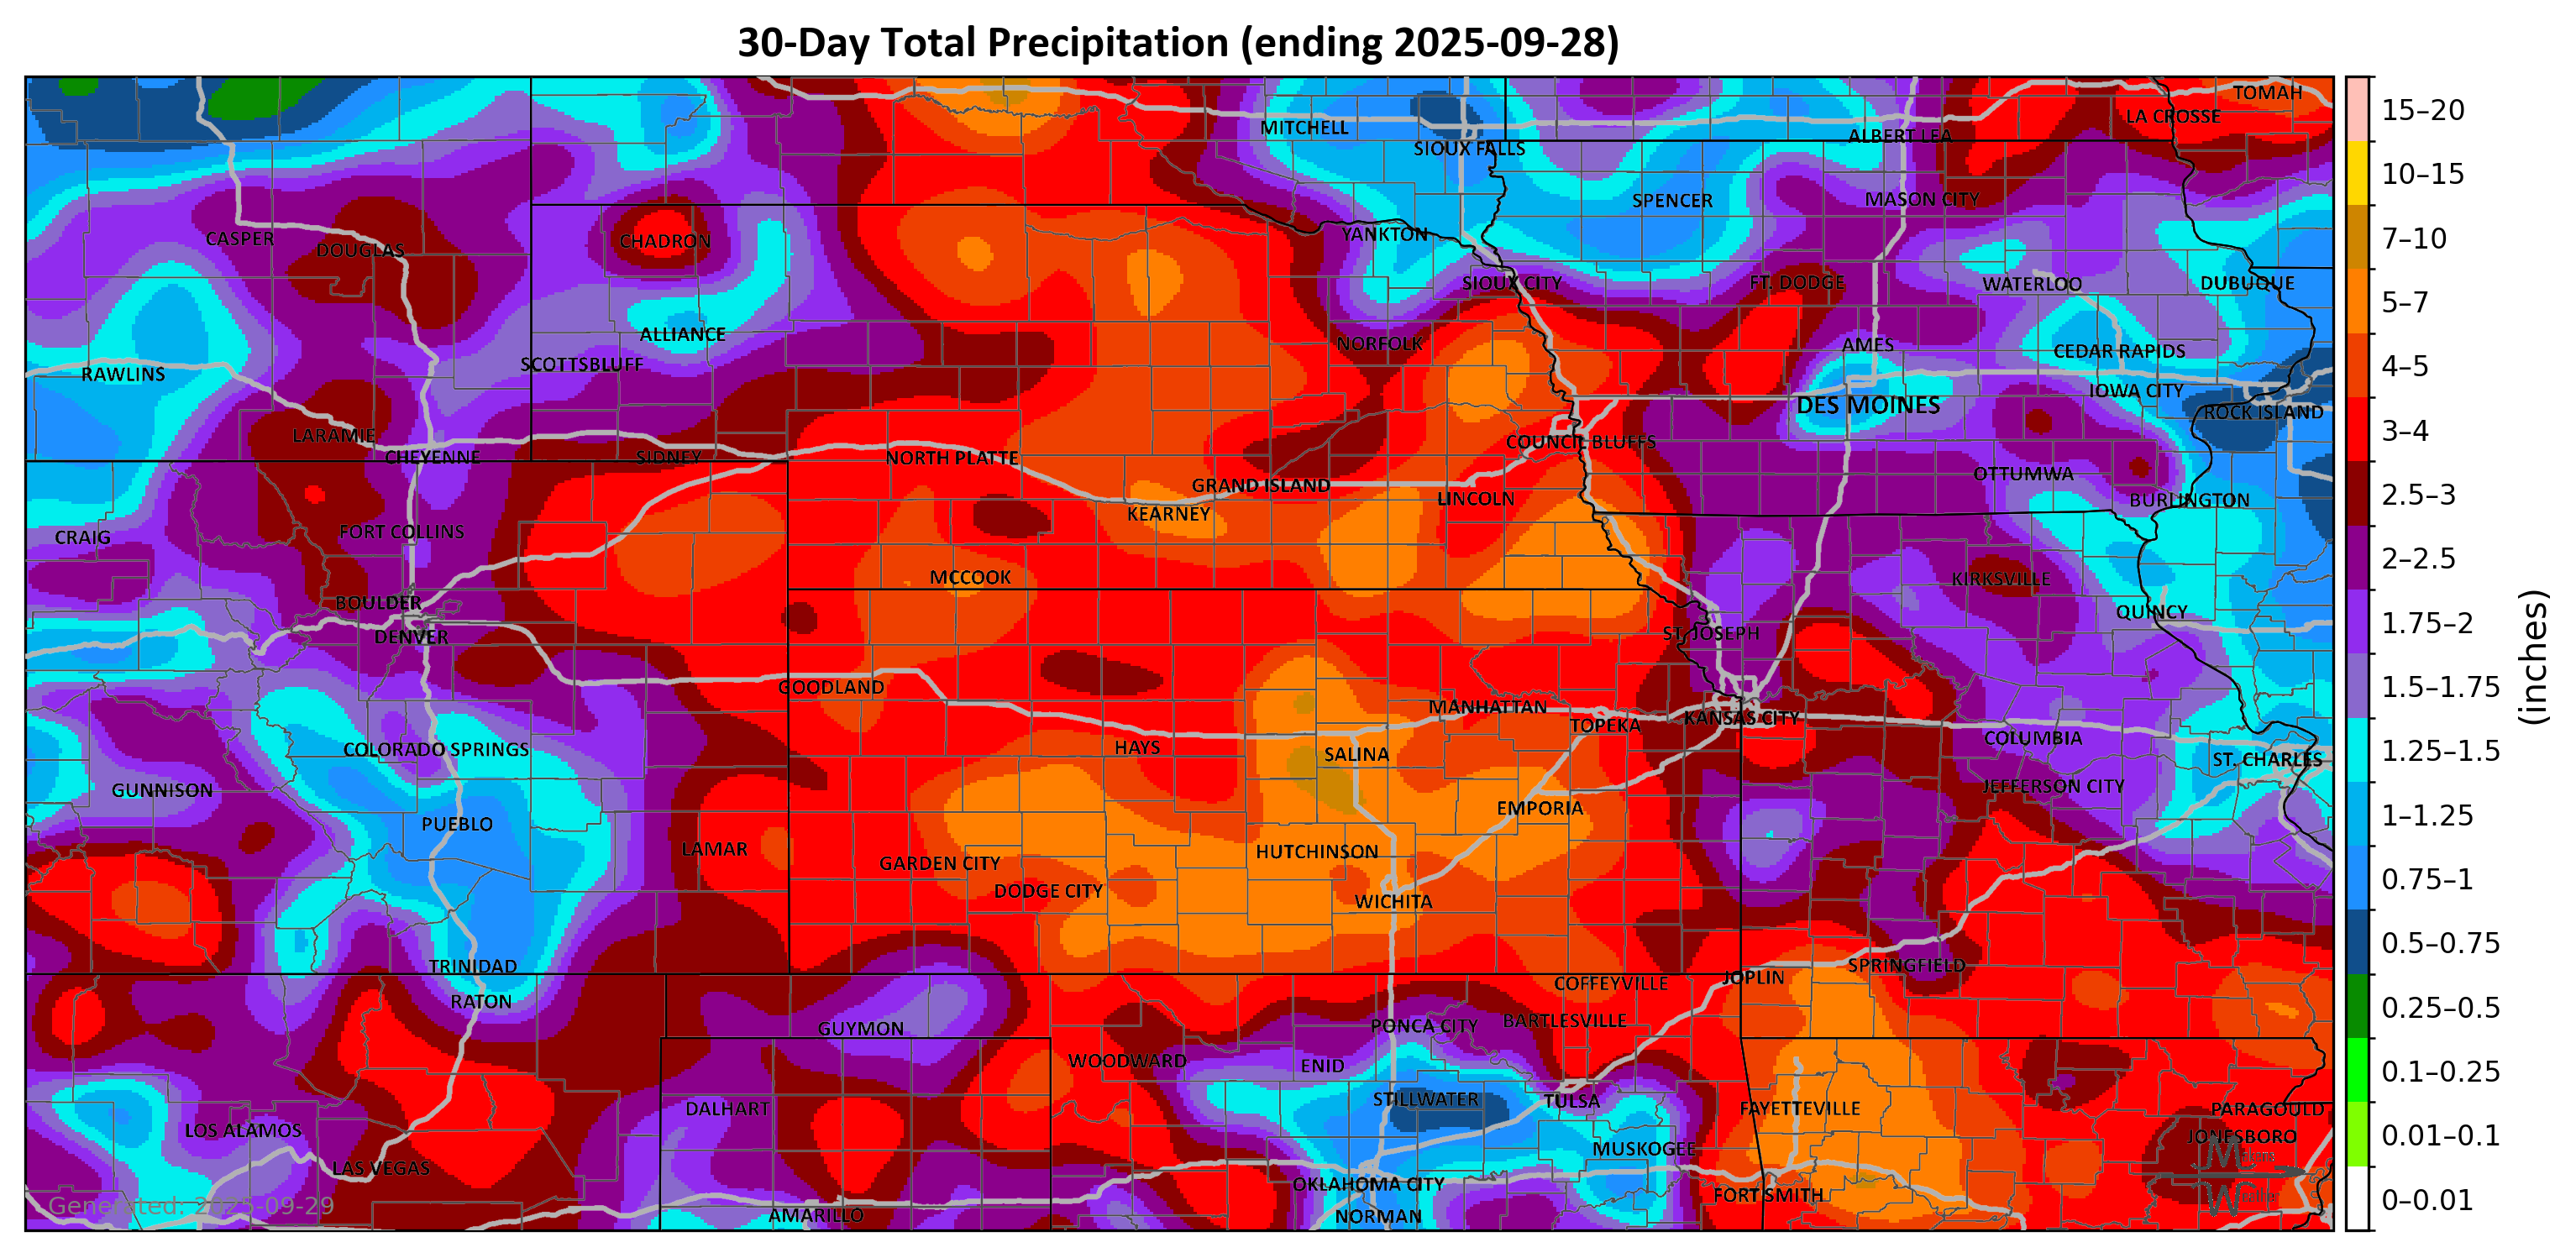 30-Day Total Precipitation (ending 2025-09-28)
TOMAH
LA CROSSE
MITCHELL
ALBERT LEA
SIOUX FALLS
SPENCER
MASON CITY
CASPER
DOUGLAS
CHADRON
YANKTON
SIOUX CITY
FT. DODGE
WATERLOO
DUBUQUE
ALLIANCE
NORFOLK
AMES
CEDAR RAPIDS
SCOTTSBLUFF
RAWLINS
IOWA CITY
DES MOINES
ROCK ISLAND
LARAMIE
COUNCIL BLUFFS
CHEYENNE
SIDNEY
NORTH PLATTE
OTTUMWA
GRAND ISLAND
LINCOLN
BURLINGTON
KEARNEY
CRAIG
FORT COLLINS
MCCOOK
KIRKSVILLE
BOULDER
QUINCY
DENVER
ST. JOSEPH
GOODLAND
MANHATTAN
TOPEKA
KANSAS CITY
COLORADO SPRINGS
HAYS
SALINA
COLUMBIA
ST. CHARLES
GUNNISON
JEFFERSON CITY
EMPORIA
PUEBLO
LAMAR
GARDEN CITY
HUTCHINSON
DODGE CITY
WICHITA
TRINIDAD
SPRINGFIELD
JOPLIN
COFFEYVILLE
RATON
GUYMON
PONCA CITY
BARTLESVILLE
WOODWARD
ENID
DALHART
STILLWATER
TULSA
FAYETTEVILLE
PARAGOULD
LOS ALAMOS
JONESBORO
MUSKOGEE
LAS VEGAS
OKLAHOMA CITY
FORT SMITH
AMARILLO
NORMAN
Generated: 2025-09-29
15–20
10–15
7–10
5–7
4–5
3–4
2.5–3
2–2.5
1.75–2
1.5–1.75
1.25–1.5
1–1.25
0.75–1
0.5–0.75
0.25–0.5
0.1–0.25
0.01–0.1
0–0.01
(inches)